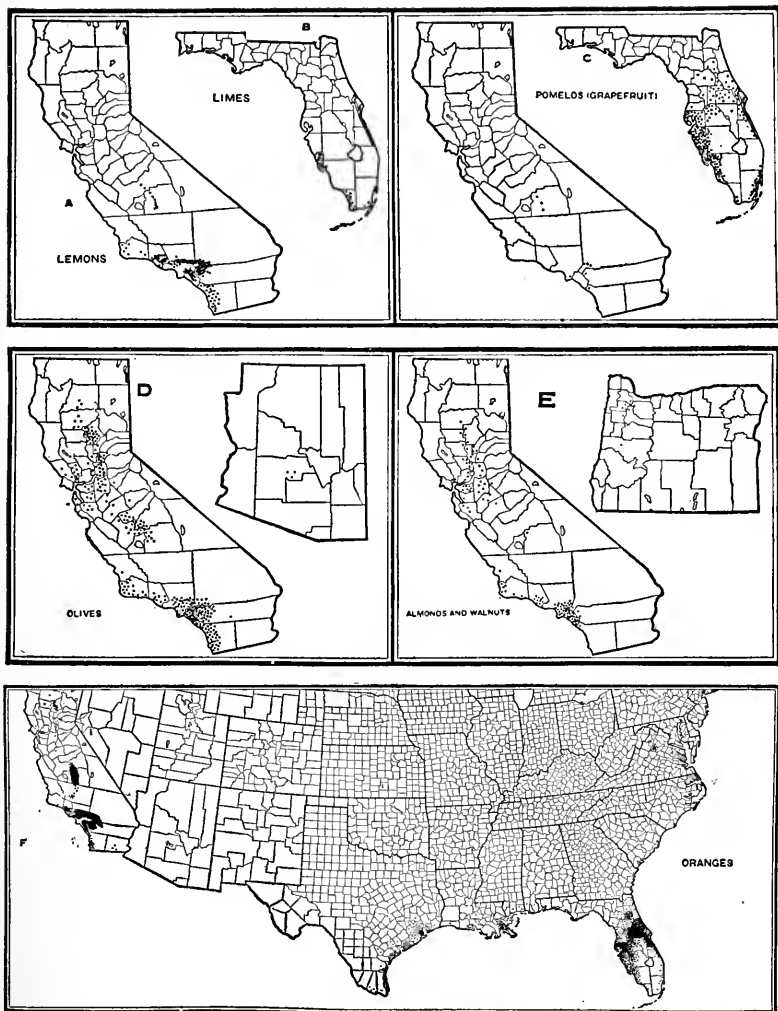 B
LIMES
A
LEMONS
C
POMELOS (GRAPEFRUIT)
D
OLIVES
E
ALMONDS AND WALNUTS
F
ORANGES